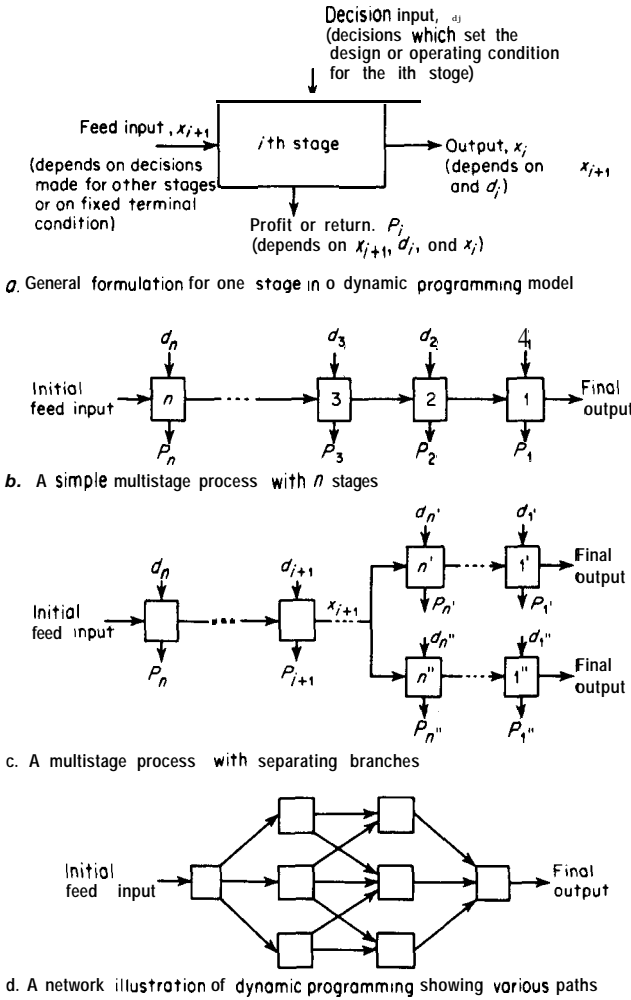 Decision input, dj
(decisions which set the
design or operating condition
for the ith stoge)
Feed input, xi+1
ith stage
Output, xi
(depends on xi+1
and di)
(depends on decisions
made for other stages
or on fixed terminal
condition)
Profit or return. Pi
(depends on xi+1, di, ond xi)
a. General formulation for one stage in o dynamic programming model
dn d3 d2 41
Initial
feed input
n ... 3 2 1
Final
output
Pn P3 P2 P1
b. A simple multistage process with n stages
dn' d1'
n' 1'
Final
output
dn di+1
Pn' P1'
Initial
feed input
xi+1
dn" d1"
Pn Pi+1
n" 1"
Final
output
Pn" P1"
c. A multistage process with separating branches
Initial
feed input
Final
output
d. A network illustration of dynamic programming showing various paths